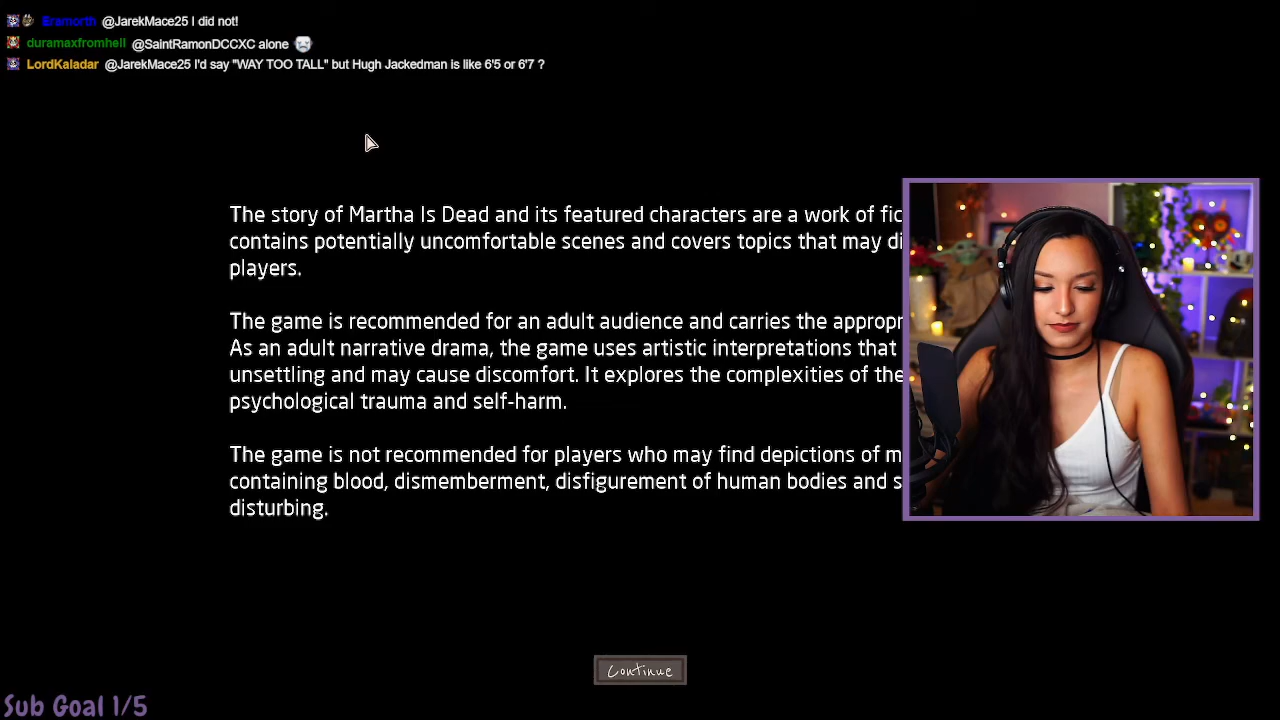 Eremorth @JarekMace25 I did not!
duramaxfromhell @SaintRamonDCCXC alone
LordKaladar @JarekMace25 I'd say "WAY TOO TALL" but Hugh Jackedman is like 6'5 or 6'7 ?
The story of Martha Is Dead and its featured characters are a work of fic
contains potentially uncomfortable scenes and covers topics that may di
players.
The game is recommended for an adult audience and carries the appropr
As an adult narrative drama, the game uses artistic interpretations that
unsettling and may cause discomfort. It explores the complexities of the
psychological trauma and self-harm.
The game is not recommended for players who may find depictions of m
containing blood, dismemberment, disfigurement of human bodies and s
disturbing.
Continue
Sub Goal 1/5